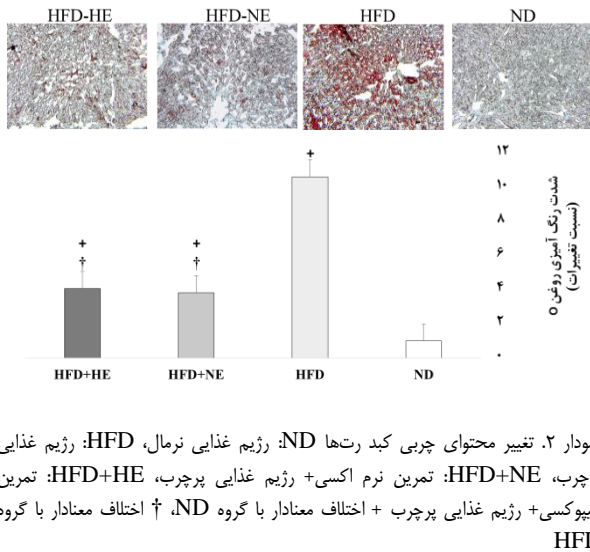 HFD-HE HFD-NE HFD ND
۱۲
۱۰
۸
۶
۴
۲
۰
شدت رنگ آمیزی روغن O
(نسبت تغییرات)
+
+ +
† †
HFD+HE HFD+NE HFD ND
۲. تغییر محتوای چربی کبد رت‌ها ND: رژیم غذایی نرمال، HFD: رژیم غذایی
HFD+NE: تمرین نرم اکسی+ رژیم غذایی پرچرب، HFD+HE: تمرین
+ رژیم غذایی پرچرب + اختلاف معنادار با گروه ND، † اختلاف معنادار با گروه